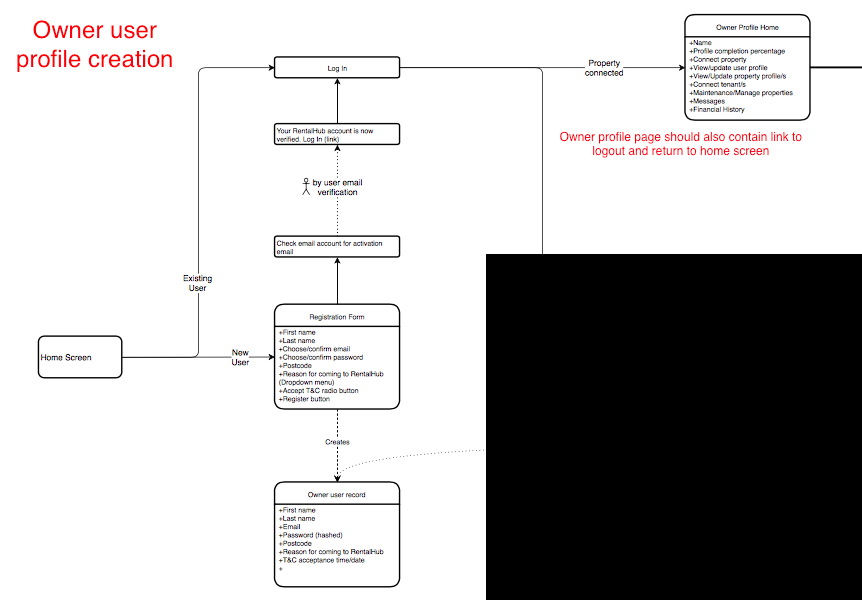 Owner user
profile creation
Log In
Your RentalHub account is now
verified. Log In (link)
by user email
verification
Check email account for activation
email
Existing
User
Home Screen
New
User
Registration Form
+First name
+Last name
+Choose/confirm email
+Choose/confirm password
+Postcode
+Reason for coming to RentalHub
(Dropdown menu)
+Accept T&C radio button
+Register button
Creates
Owner user record
+First name
+Last name
+Email
+Password (hashed)
+Postcode
+Reason for coming to RentalHub
+T&C acceptance time/date
+
Property
connected
Owner Profile Home
+Name
+Profile completion percentage
+Connect property
+View/update user profile
+View/Update property profile/s
+Connect tenant/s
+Maintenance/Manage properties
+Messages
+Financial History
Owner profile page should also contain link to
logout and return to home screen